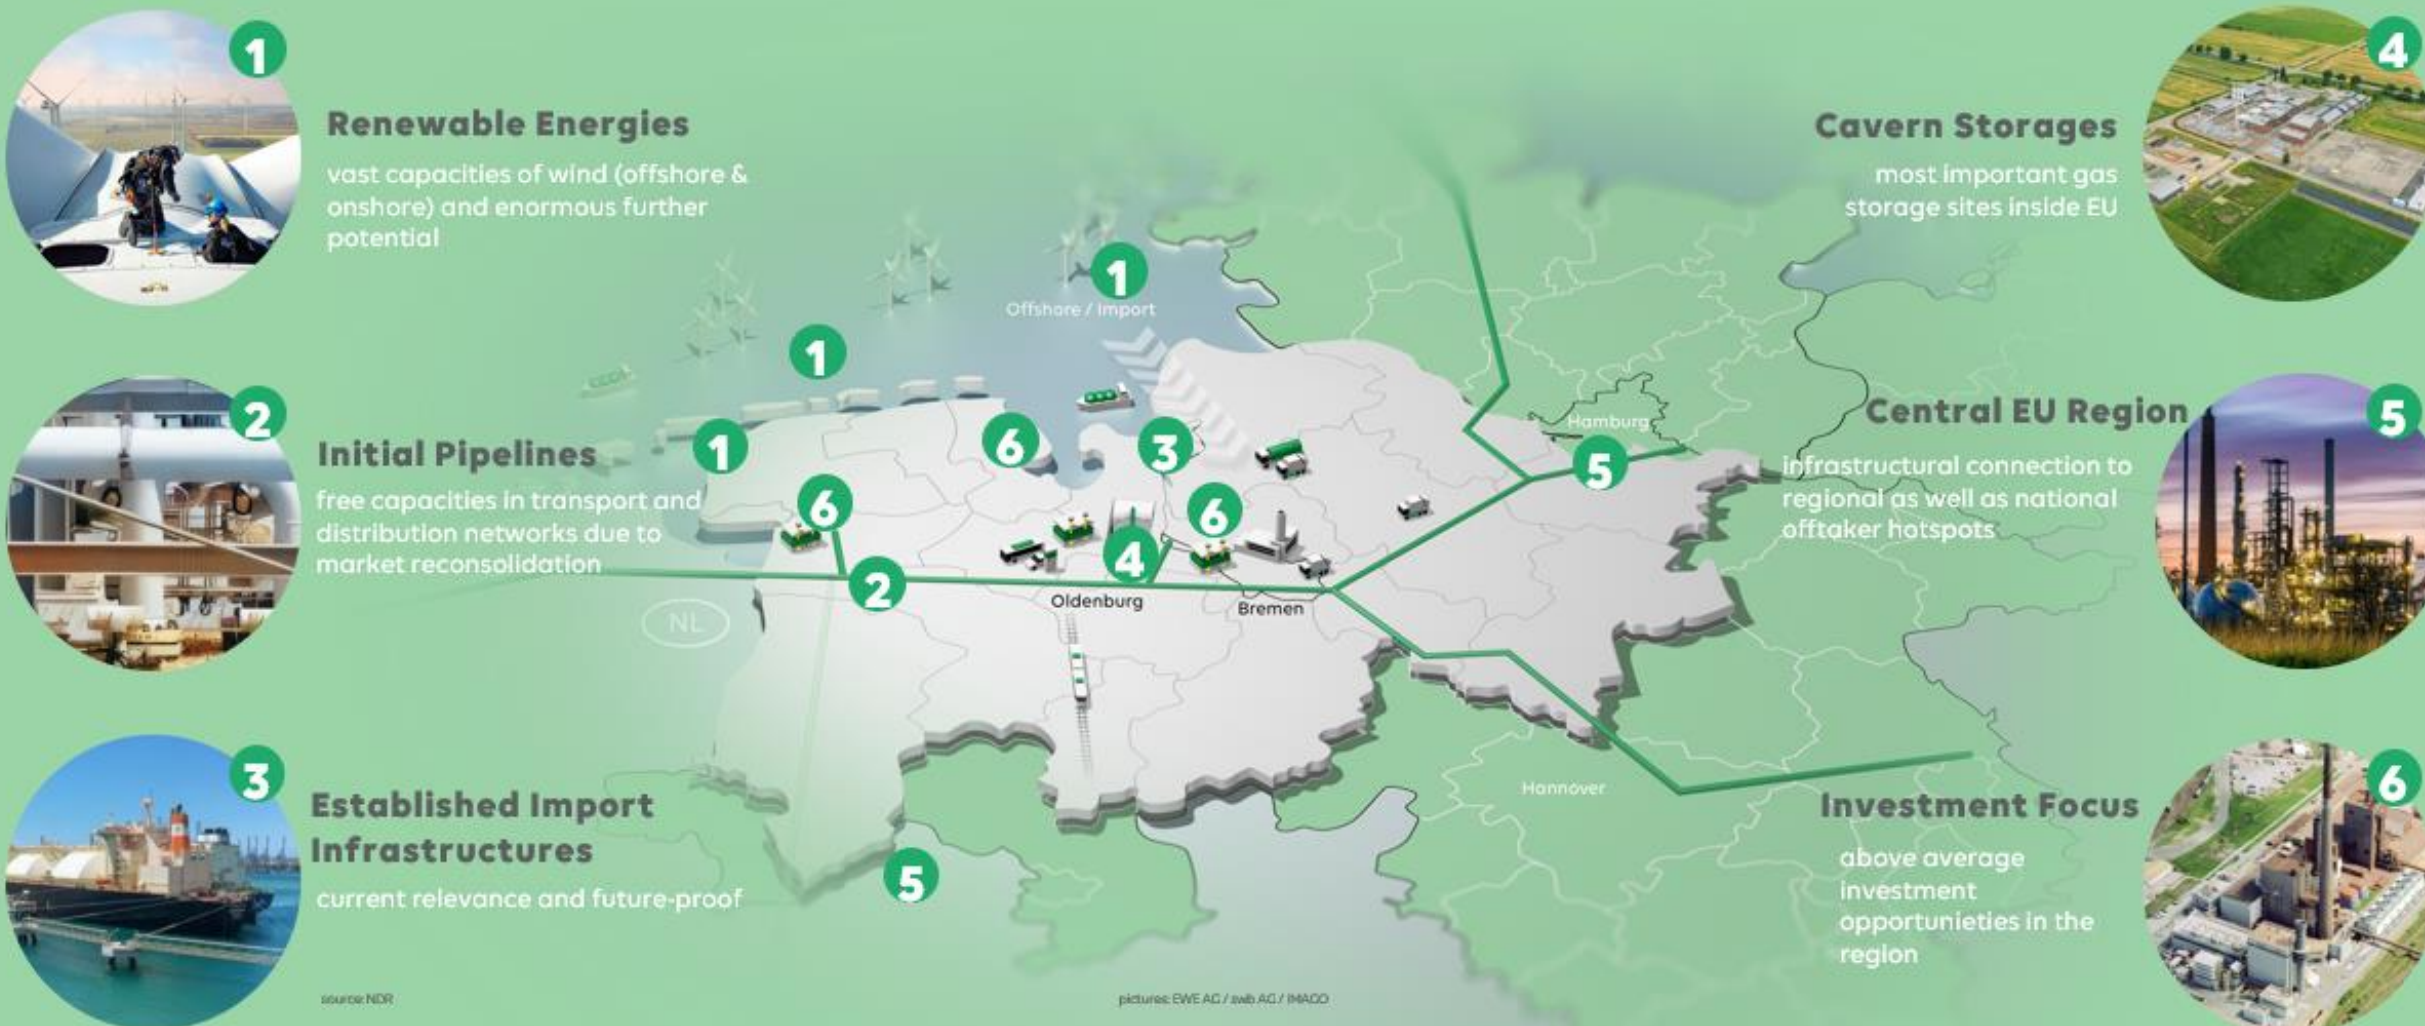 1
Renewable Energies
vast capacities of wind (offshore &
onshore) and enormous further
potential
2
Initial Pipelines
free capacities in transport and
distribution networks due to
market reconsolidation
3
Established Import
Infrastructures
current relevance and future-proof
source: NDR
1
Offshore / Import
1
1
6
3
6
6
4
2
5
Hamburg
Oldenburg
Bremen
NL
Hannover
5
pictures: EWE AG / swb AG / IMAGO
4
Cavern Storages
most important gas
storage sites inside EU
5
Central EU Region
infrastructural connection to
regional as well as national
offtaker hotspots
6
Investment Focus
above average
investment
opportunieties in the
region